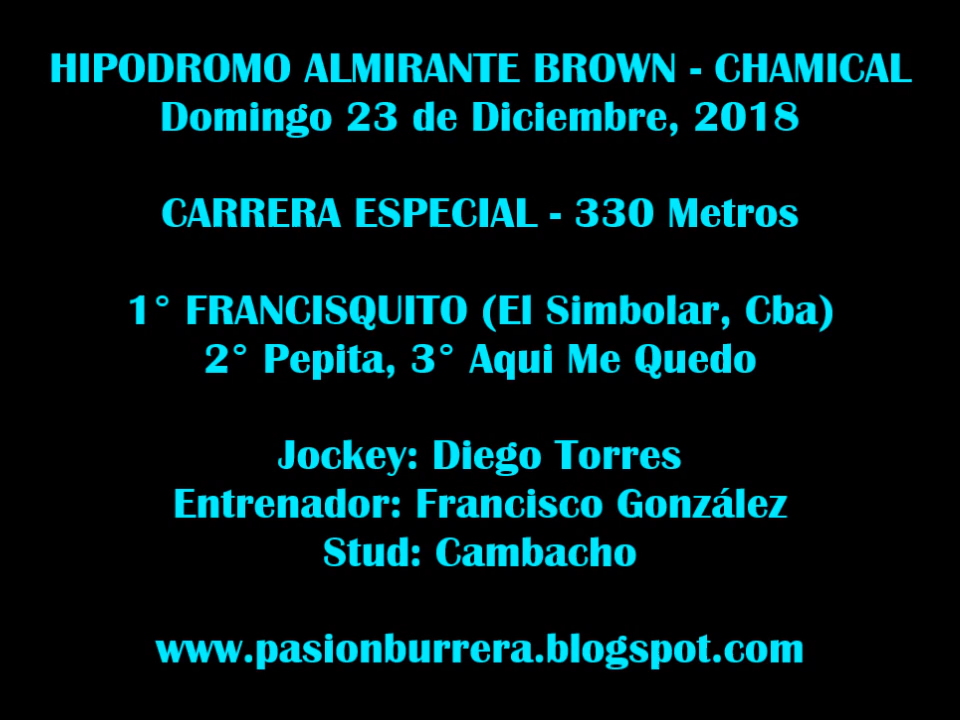 HIPODROMO ALMIRANTE BROWN - CHAMICAL
Domingo 23 de Diciembre, 2018
CARRERA ESPECIAL - 330 Metros
1° FRANCISQUITO (El Simbolar, Cba)
2° Pepita, 3° Aqui Me Quedo
Jockey: Diego Torres
Entrenador: Francisco González
Stud: Cambacho
www.pasionburrera.blogspot.com